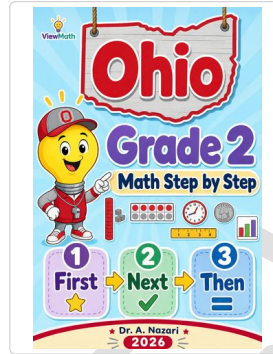 ViewMath
Ohio
Grade 2
Math Step by Step
1 2 3
First Next Then
Dr. A. Nazari
2026